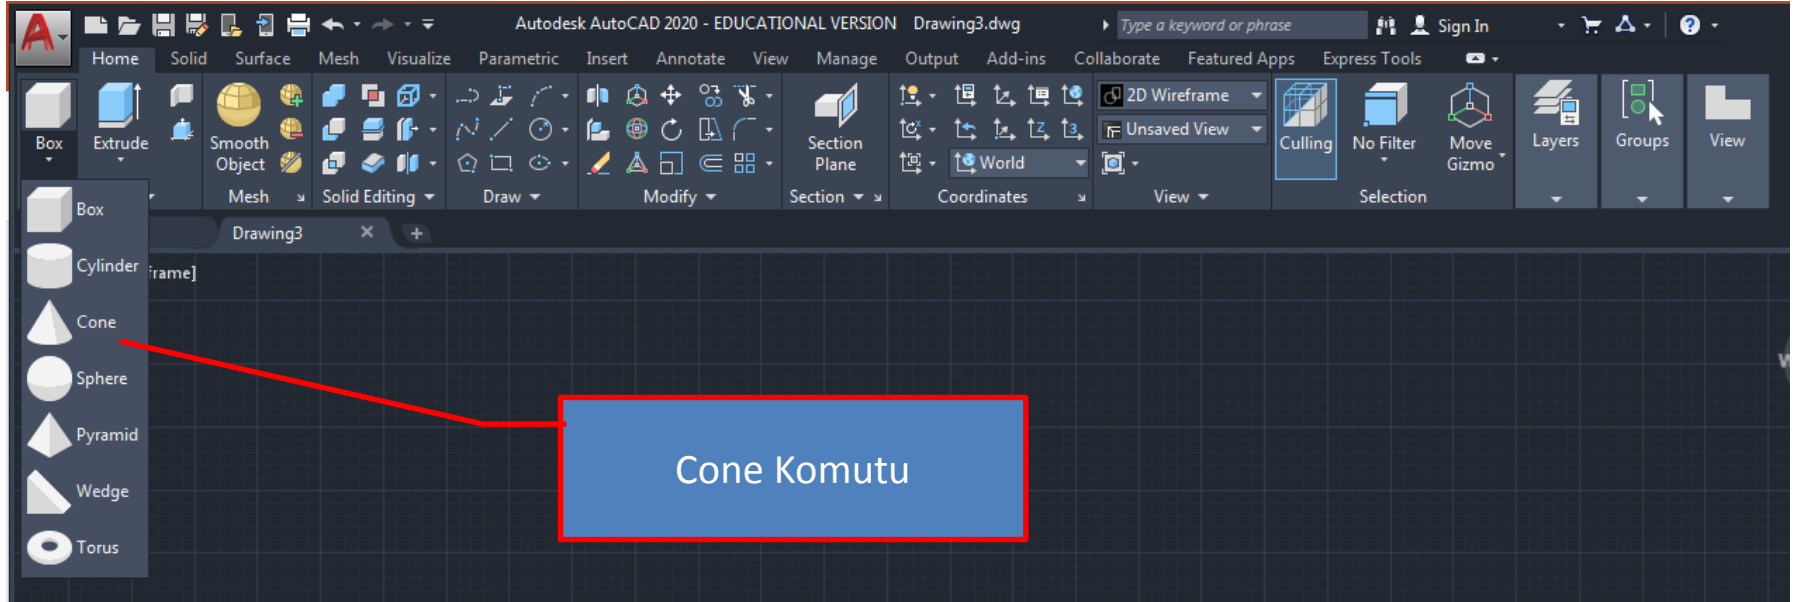 Autodesk AutoCAD 2020 - EDUCATIONAL VERSION Drawing3.dwg Type a keyword or phrase Sign In
Home Solid Surface Mesh Visualize Parametric Insert Annotate View Manage Output Add-ins Collaborate Featured Apps Express Tools
Box
Extrude
Smooth
Object
Section
Plane
World
2D Wireframe
Unsaved View
Culling
No Filter
Move
Gizmo
Layers
Groups
View
Mesh Solid Editing Draw Modify Section Coordinates View Selection
Drawing3
frame]
Box
Cylinder
Cone
Sphere
Pyramid
Wedge
Torus
Cone Komutu
W